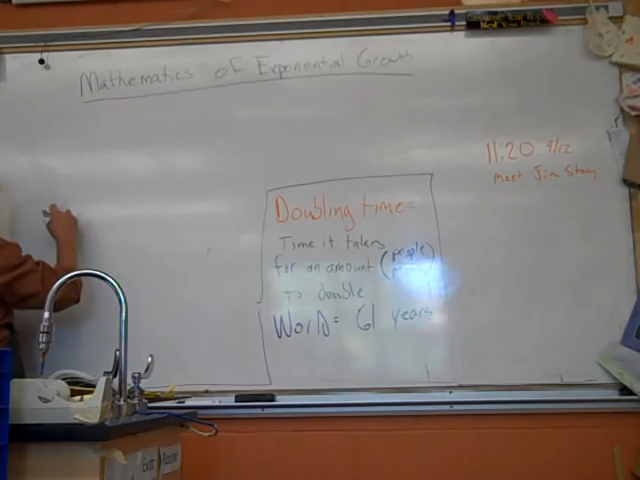 Mathematics of Exponential Growth
11.20 9/12
Meet Jim Stacy
Doubling time=
Time it takes
for an amount (people)
to double
World= 61 years